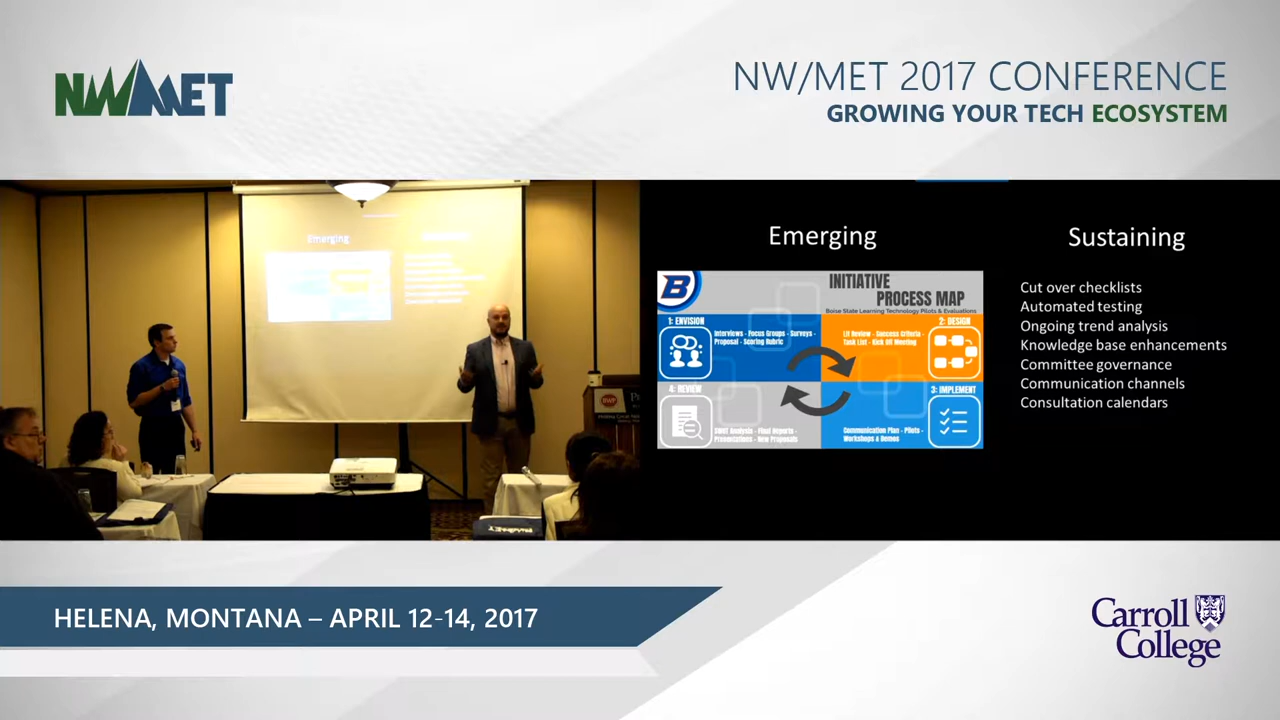 NWMET
NW/MET 2017 CONFERENCE
GROWING YOUR TECH ECOSYSTEM
Emerging
Emerging
Sustaining
B
INITIATIVE
PROCESS MAP
Boise State Learning Technology Pilots & Evaluations
1: ENVISION
Interviews - Focus Groups - Surveys -
Proposal - Scoring Rubric
2: DESIGN
Lit Review - Success Criteria -
Task List - Kick Off Meeting
4: REVIEW
SWOT Analysis - Final Reports -
Presentations - New Proposals
3: IMPLEMENT
Communication Plan - Pilots -
Workshops & Demos
Cut over checklists
Automated testing
Ongoing trend analysis
Knowledge base enhancements
Committee governance
Communication channels
Consultation calendars
HELENA, MONTANA – APRIL 12-14, 2017
Carroll
College